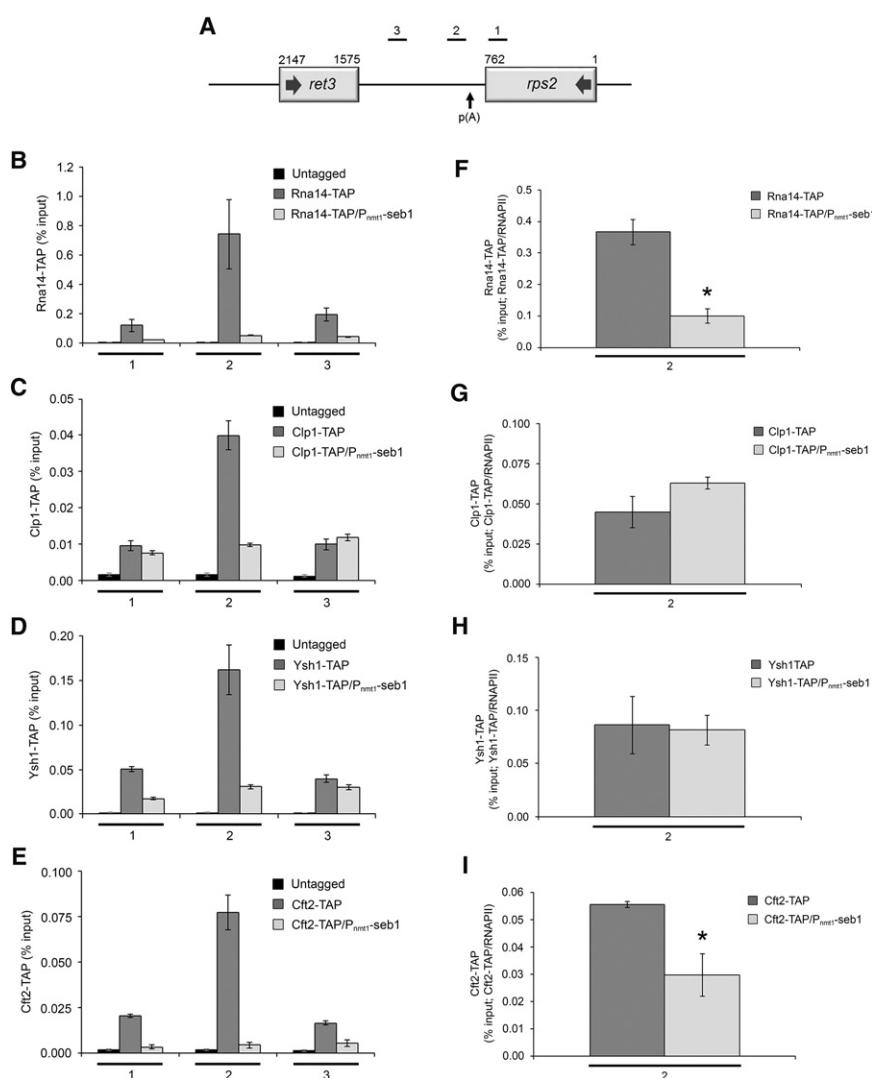 A
3 2 1
2147 1575 762 1
ret3 rps2
p(A)
B
Untagged
Rna14-TAP
Rna14-TAP/Pnmt1-seb1
Rna14-TAP (% input)
1.2
1.0
0.8
0.6
0.4
0.2
0.0
1 2 3
F
Rna14-TAP
Rna14-TAP/Pnmt1-seb1
Rna14-TAP
(% input; Rna14-TAP/RNAPII)
0.5
0.4
0.3
0.2
0.1
0.0
*
2
C
Untagged
Clp1-TAP
Clp1-TAP/Pnmt1-seb1
Clp1-TAP (% input)
0.05
0.04
0.03
0.02
0.01
0.00
1 2 3
G
Clp1-TAP
Clp1-TAP/Pnmt1-seb1
Clp1-TAP
(% input; Clp1-TAP/RNAPII)
0.100
0.075
0.050
0.025
0.000
2
D
Untagged
Ysh1-TAP
Ysh1-TAP/Pnmt1-seb1
Ysh1-TAP (% input)
0.20
0.15
0.10
0.05
0.00
1 2 3
H
Ysh1TAP
Ysh1-TAP/Pnmt1-seb1
Ysh1-TAP
(% input; Ysh1-TAP/RNAPII)
0.15
0.10
0.05
0.00
2
E
Untagged
Cft2-TAP
Cft2-TAP/Pnmt1-seb1
Cft2-TAP (% input)
0.100
0.075
0.050
0.025
0.000
1 2 3
I
Cft2-TAP
Cft2-TAP/Pnmt1-seb1
Cft2-TAP
(% input; Cft2-TAP/RNAPII)
0.06
0.05
0.04
0.03
0.02
0.01
0.00
*
2